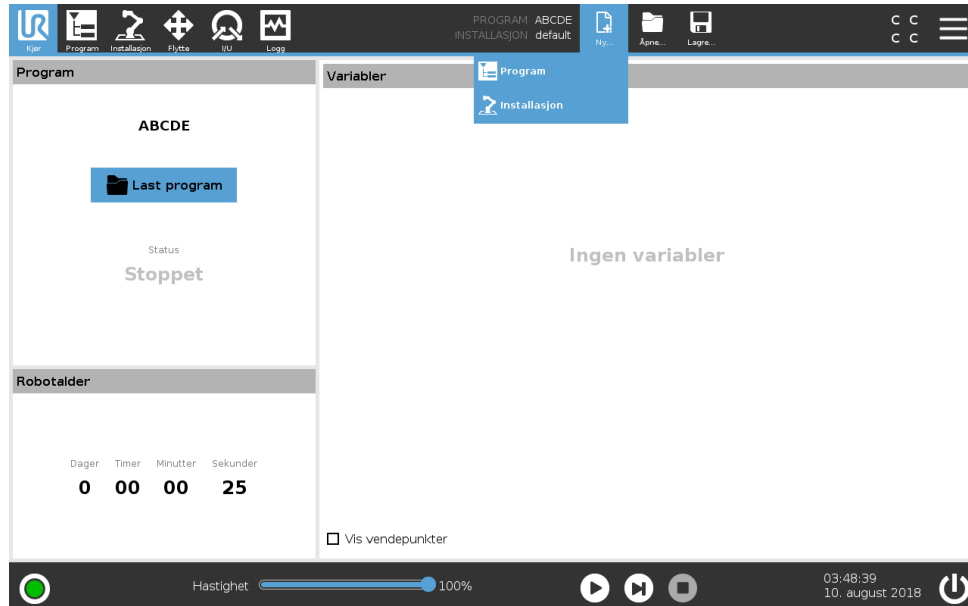 UR
Kjør
Program
Installasjon
Flytte
I/U
Logg
PROGRAM ABCDE
INSTALLASJON default
Ny...
Åpne...
Lagre...
C C
C C
Program
Installasjon
Program
ABCDE
Last program
Status
Stoppet
Variabler
Ingen variabler
Vis vendepunkter
Robotalder
Dager Timer Minutter Sekunder
0 00 00 25
Hastighet 100%
03:48:39
10. august 2018